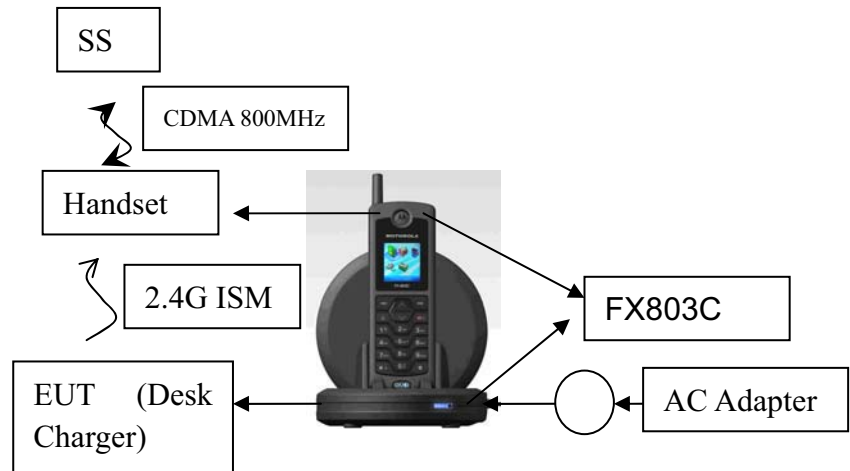 SS
CDMA 800MHz
Handset
MOTOROLA
2.4G ISM
FX803C
EUT (Desk
Charger)
AC Adapter